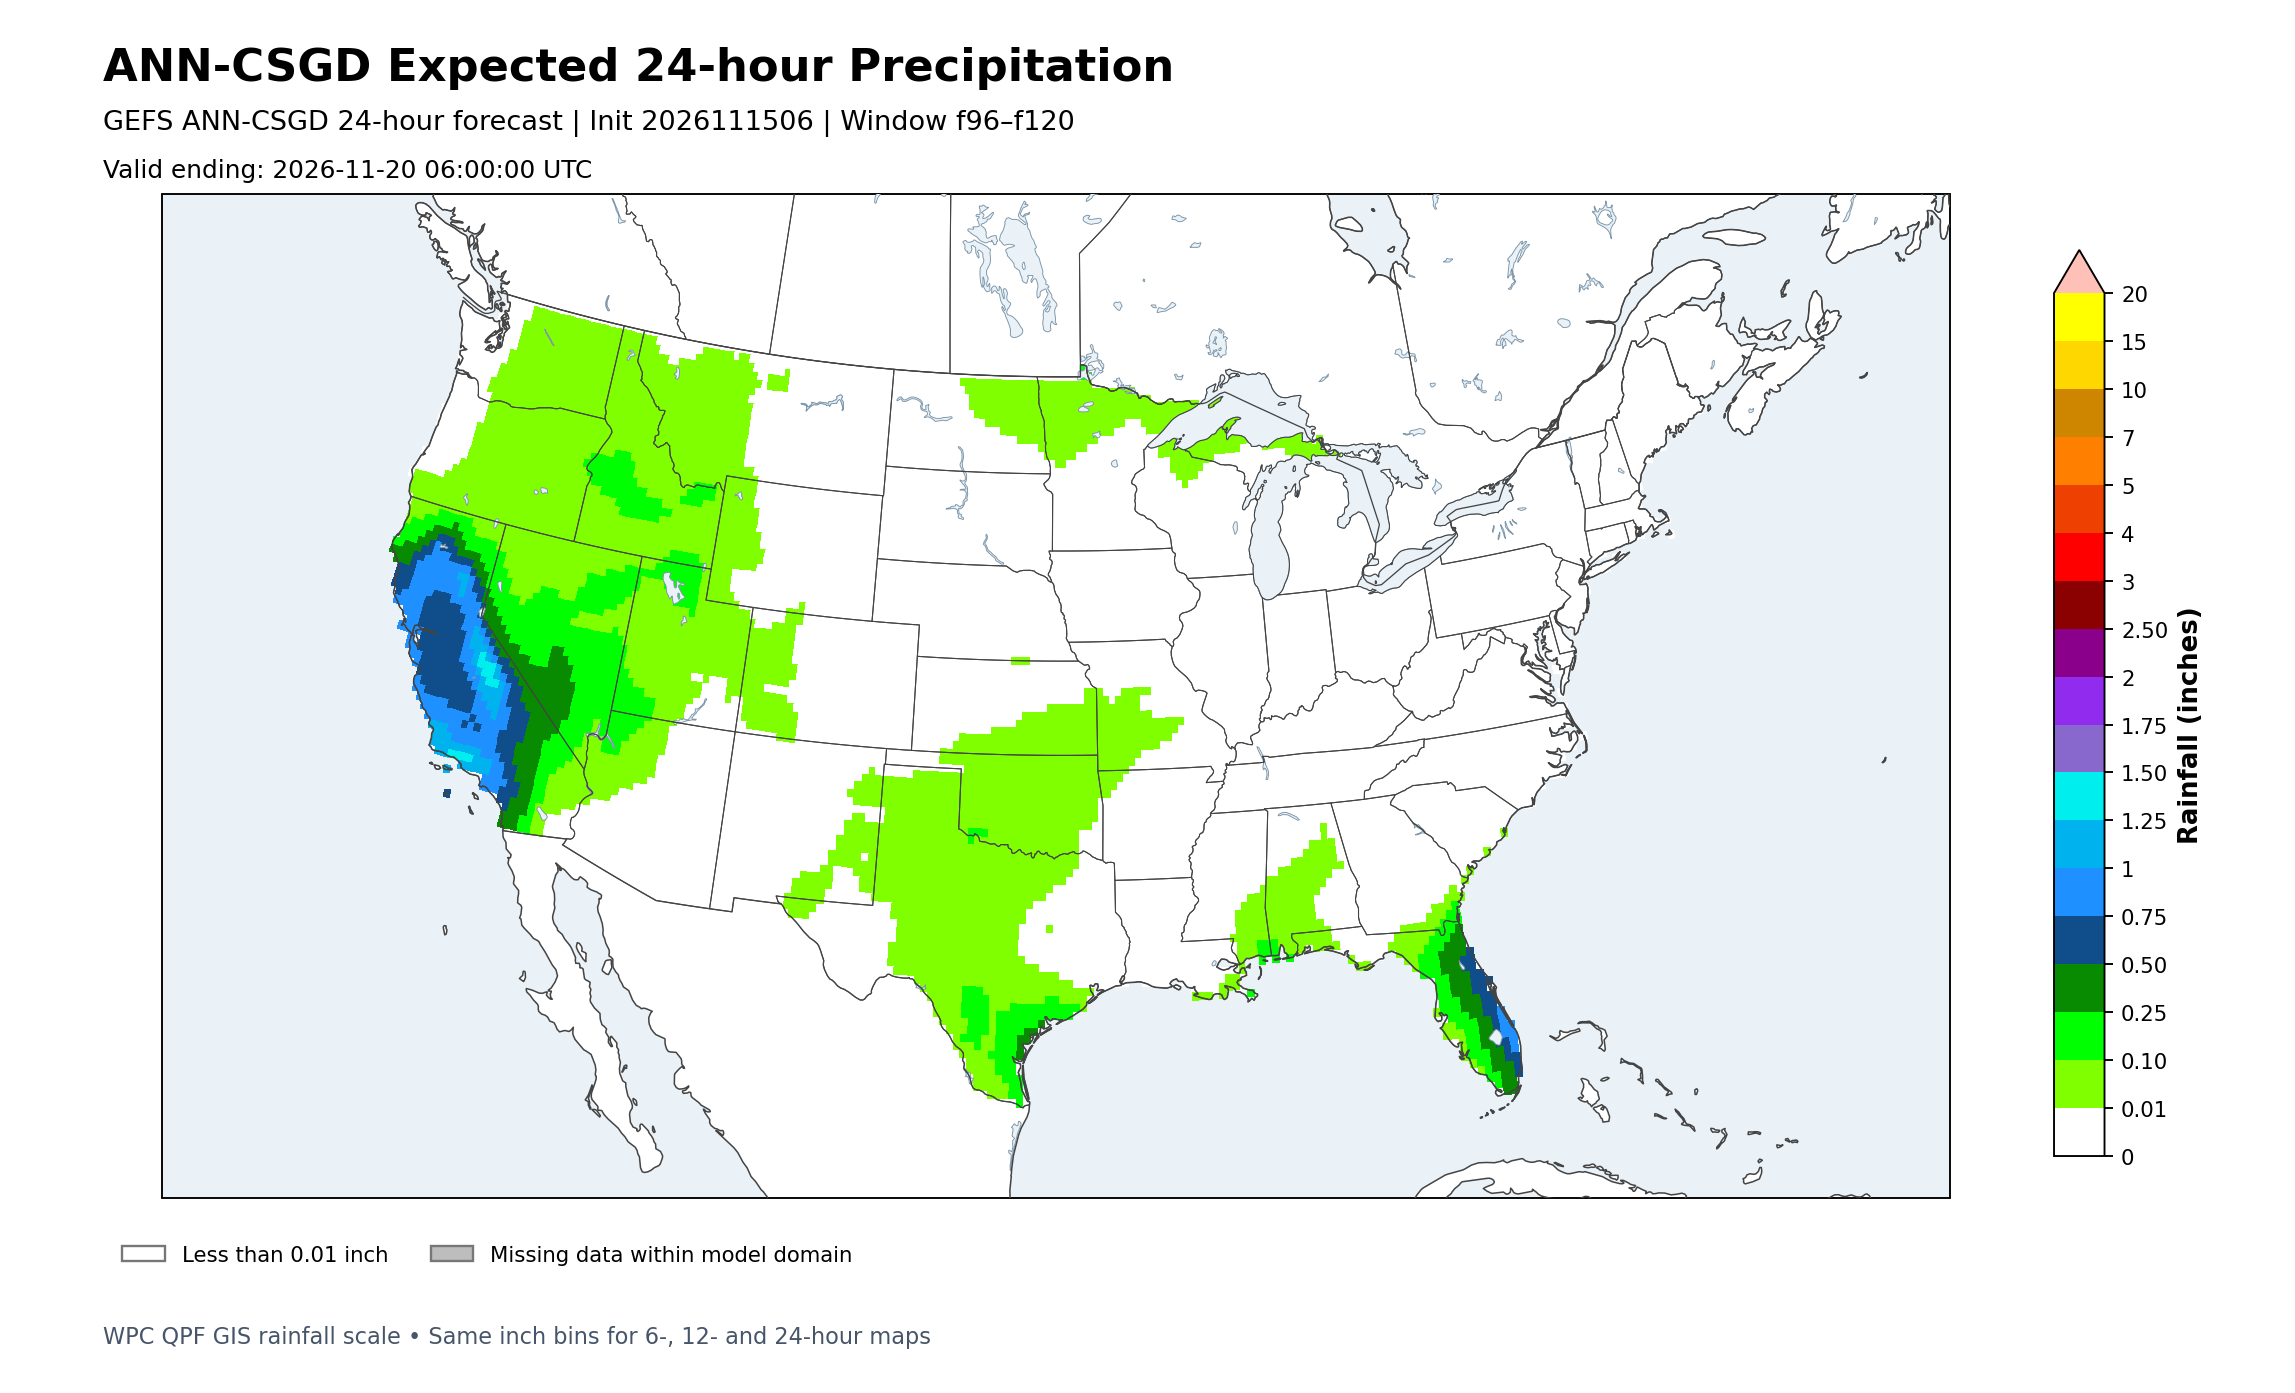 ANN-CSGD Expected 24-hour Precipitation
GEFS ANN-CSGD 24-hour forecast | Init 2026111506 | Window f96–f120
Valid ending: 2026-11-20 06:00:00 UTC
20
15
10
7
5
4
3
2.50
2
1.75
1.50
1.25
1
0.75
0.50
0.25
0.10
0.01
0
Rainfall (inches)
Less than 0.01 inch
Missing data within model domain
WPC QPF GIS rainfall scale • Same inch bins for 6-, 12- and 24-hour maps